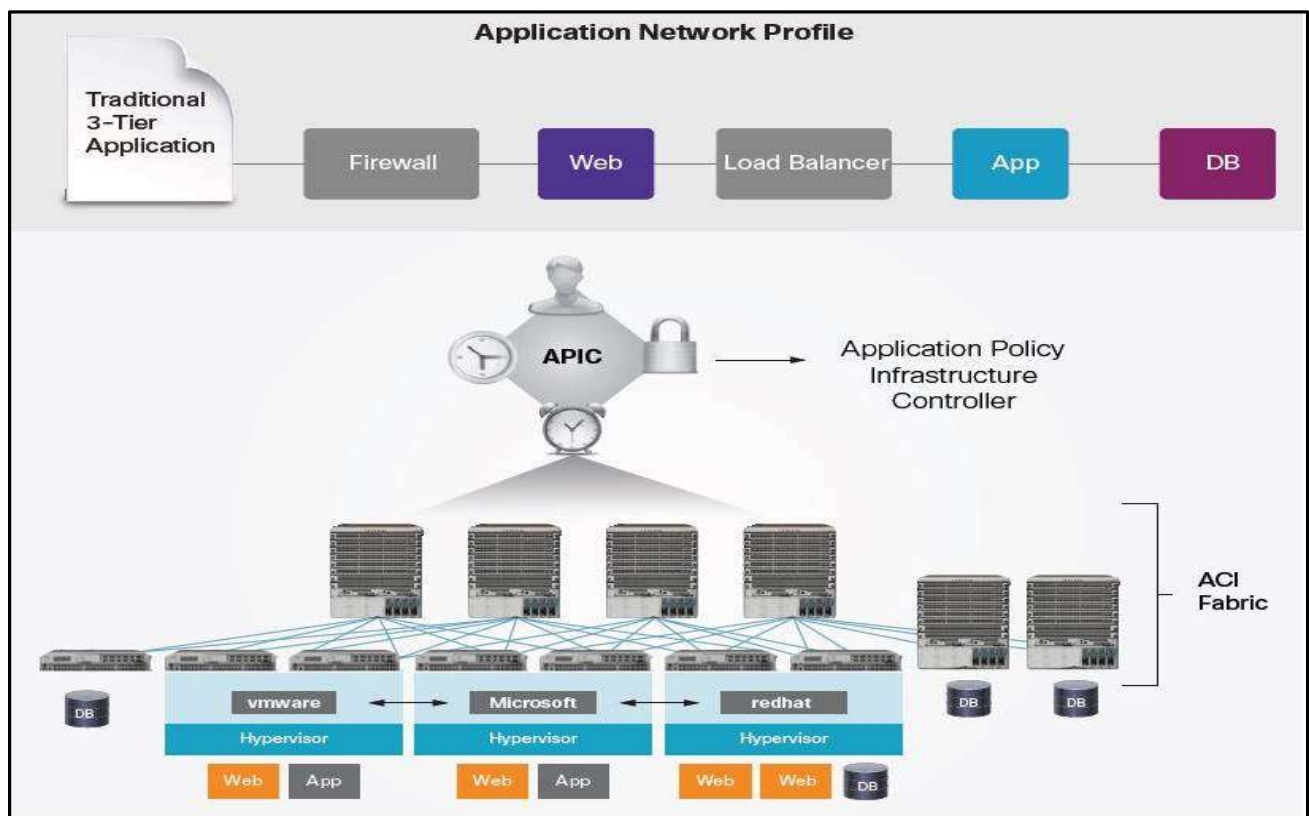 Application Network Profile
Traditional
3-Tier
Application
Firewall
Web
Load Balancer
App
DB
APIC
Application Policy
Infrastructure
Controller
ACI
Fabric
DB
vmware
Microsoft
redhat
DB
DB
Hypervisor
Hypervisor
Hypervisor
Web
App
Web
App
Web
Web
DB